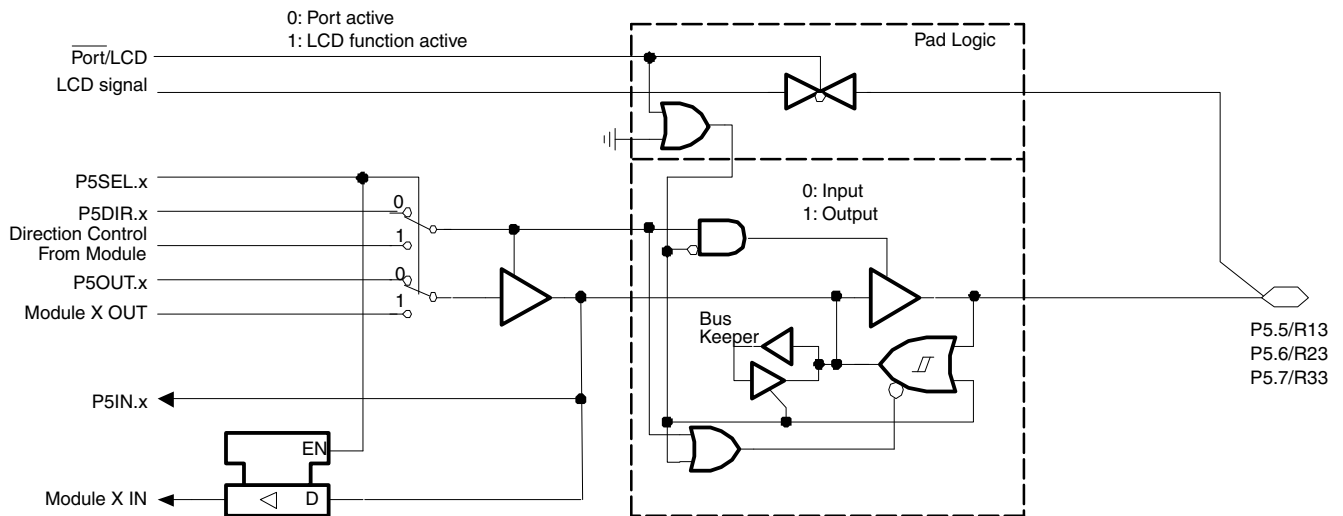 0: Port active
1: LCD function active
Port/LCD
LCD signal
Pad Logic
P5SEL.x
0
P5DIR.x
Direction Control
From Module
1
P5OUT.x
0
Module X OUT
1
0: Input
1: Output
Bus
Keeper
P5.5/R13
P5.6/R23
P5.7/R33
P5IN.x
EN
Module X IN
D